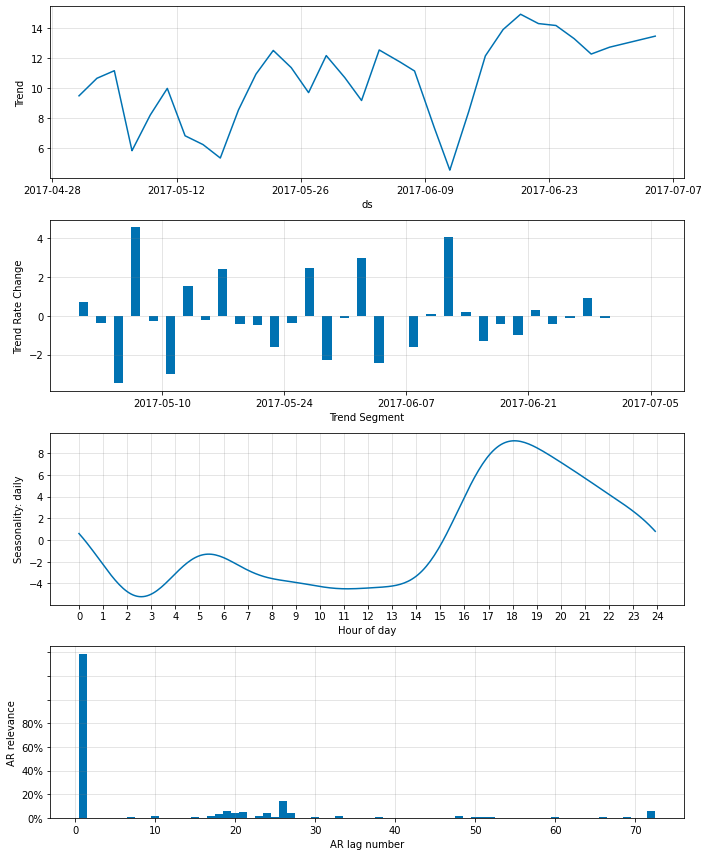 14
12
10
8
6
Trend
2017-04-28 2017-05-12 2017-05-26 2017-06-09 2017-06-23 2017-07-07
ds
4
2
0
−2
Trend Rate Change
2017-05-10 2017-05-24 2017-06-07 2017-06-21 2017-07-05
Trend Segment
8
6
4
2
0
−2
−4
Seasonality: daily
0 1 2 3 4 5 6 7 8 9 10 11 12 13 14 15 16 17 18 19 20 21 22 23 24
Hour of day
80%
60%
40%
20%
0%
AR relevance
0 10 20 30 40 50 60 70
AR lag number